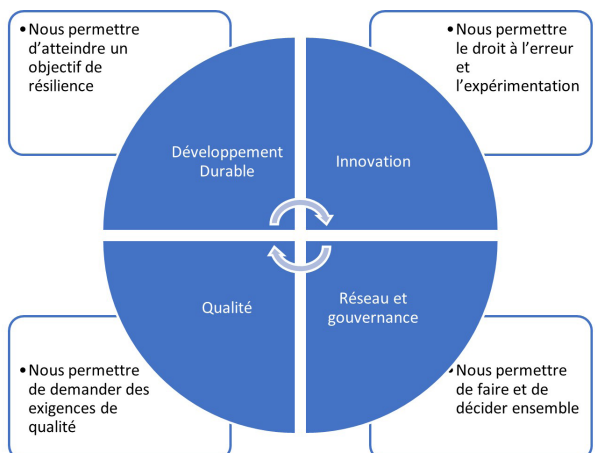 •Nous permettre
d’atteindre un
objectif de
résilience
•Nous permettre
le droit à l’erreur
et
l’expérimentation
Développement
Durable
Innovation
Qualité
Réseau et
gouvernance
•Nous permettre
de demander des
exigences de
qualité
•Nous permettre
de faire et de
décider ensemble